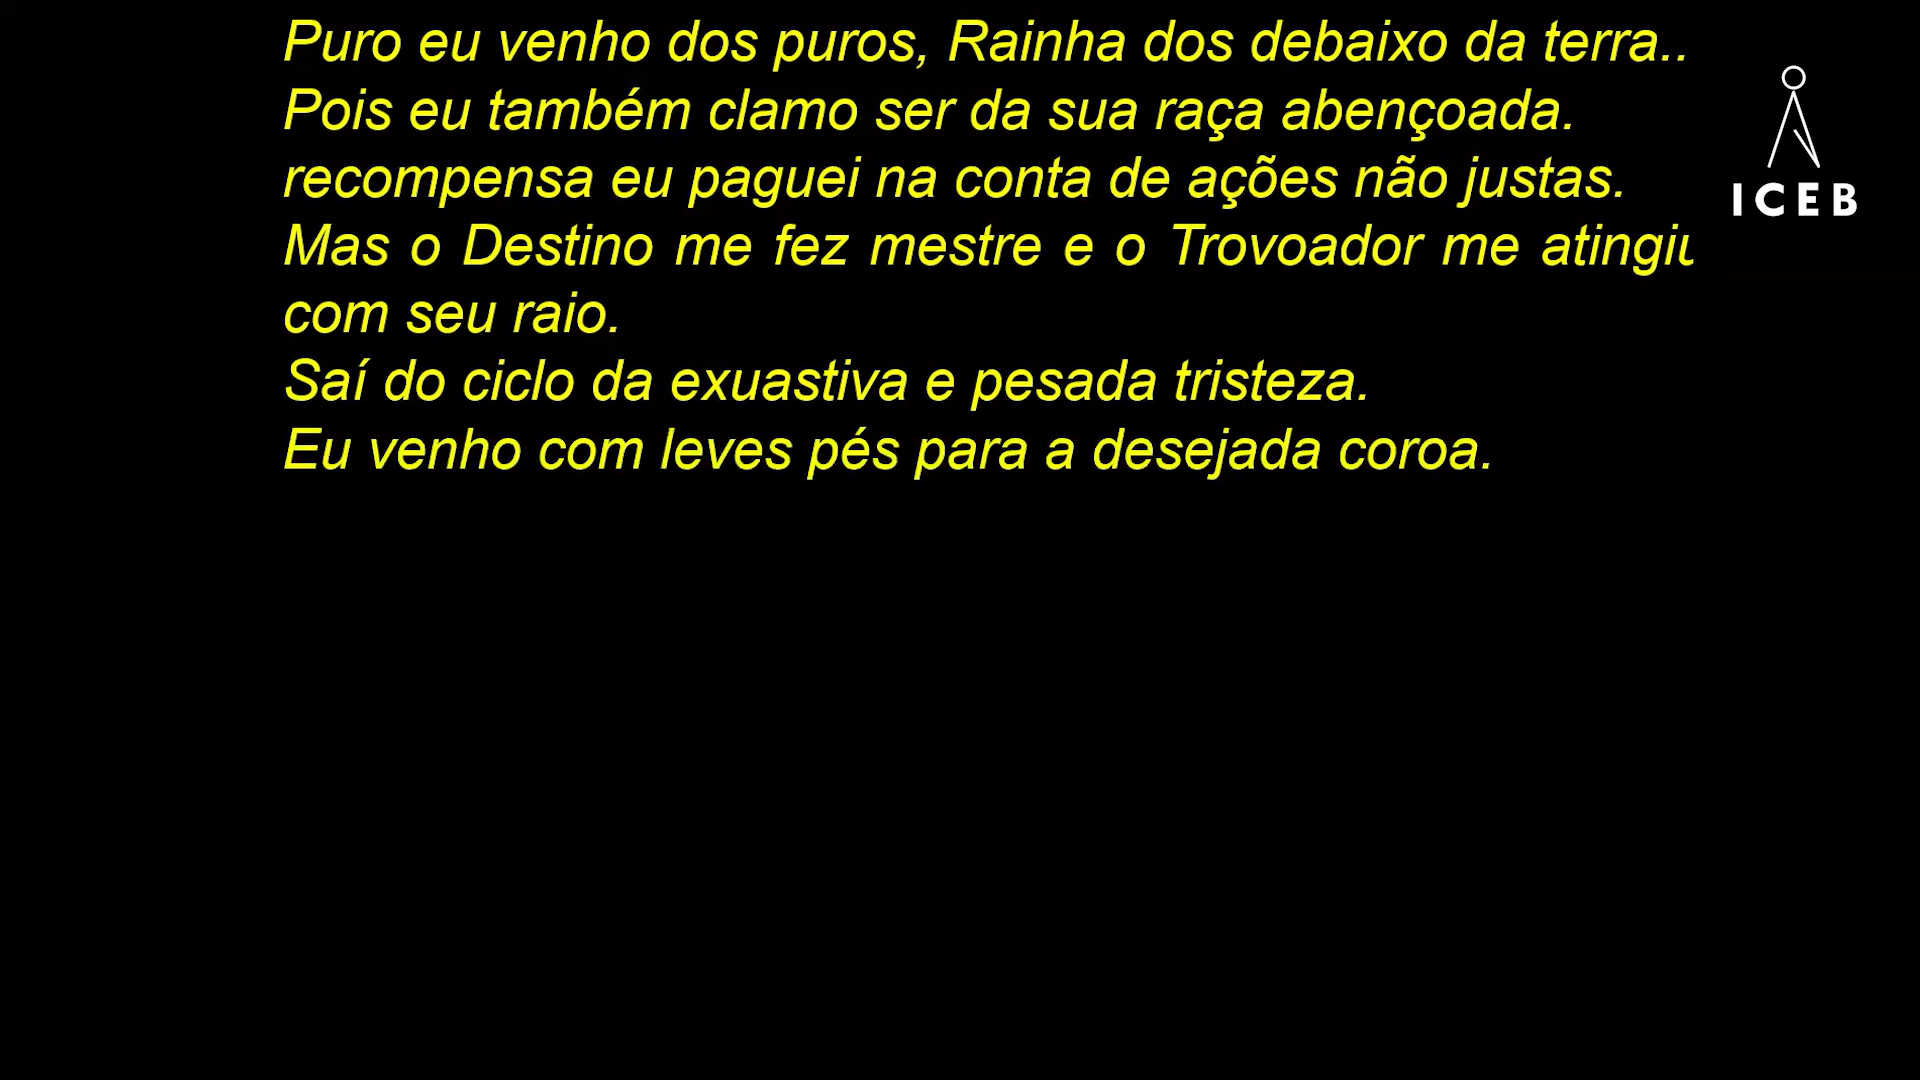 Puro eu venho dos puros, Rainha dos debaixo da terra..
Pois eu também clamo ser da sua raça abençoada.
recompensa eu paguei na conta de ações não justas.
Mas o Destino me fez mestre e o Trovoador me atingiu
com seu raio.
Saí do ciclo da exuastiva e pesada tristeza.
Eu venho com leves pés para a desejada coroa.
ICEB